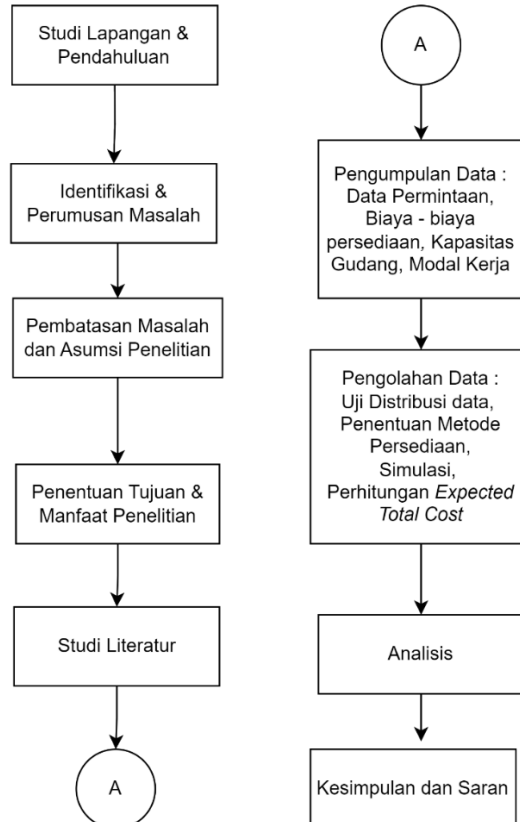 Studi Lapangan &
Pendahuluan
Identifikasi &
Perumusan Masalah
Pembatasan Masalah
dan Asumsi Penelitian
Penentuan Tujuan &
Manfaat Penelitian
Studi Literatur
A
A
Pengumpulan Data :
Data Permintaan,
Biaya - biaya
persediaan, Kapasitas
Gudang, Modal Kerja
Pengolahan Data :
Uji Distribusi data,
Penentuan Metode
Persediaan,
Simulasi,
Perhitungan Expected
Total Cost
Analisis
Kesimpulan dan Saran